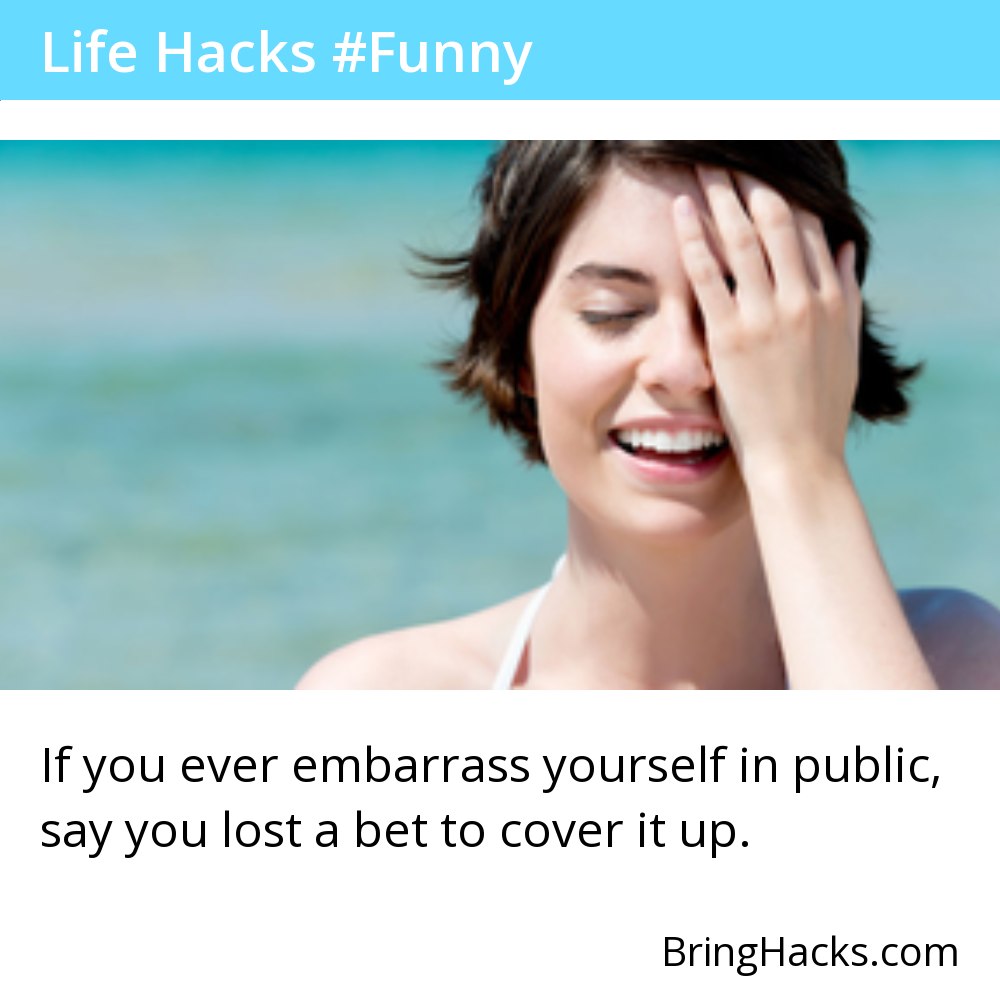 Life Hacks #Funny
If you ever embarrass yourself in public,
say you lost a bet to cover it up.
BringHacks.com